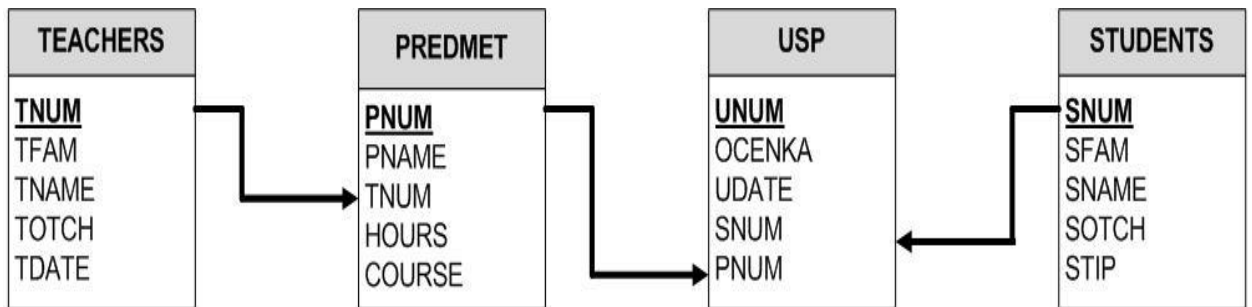 TEACHERS
TNUM
TFAM
TNAME
TOTCH
TDATE
PREDMET
PNUM
PNAME
TNUM
HOURS
COURSE
USP
UNUM
OCENKA
UDATE
SNUM
PNUM
STUDENTS
SNUM
SFAM
SNAME
SOTCH
STIP